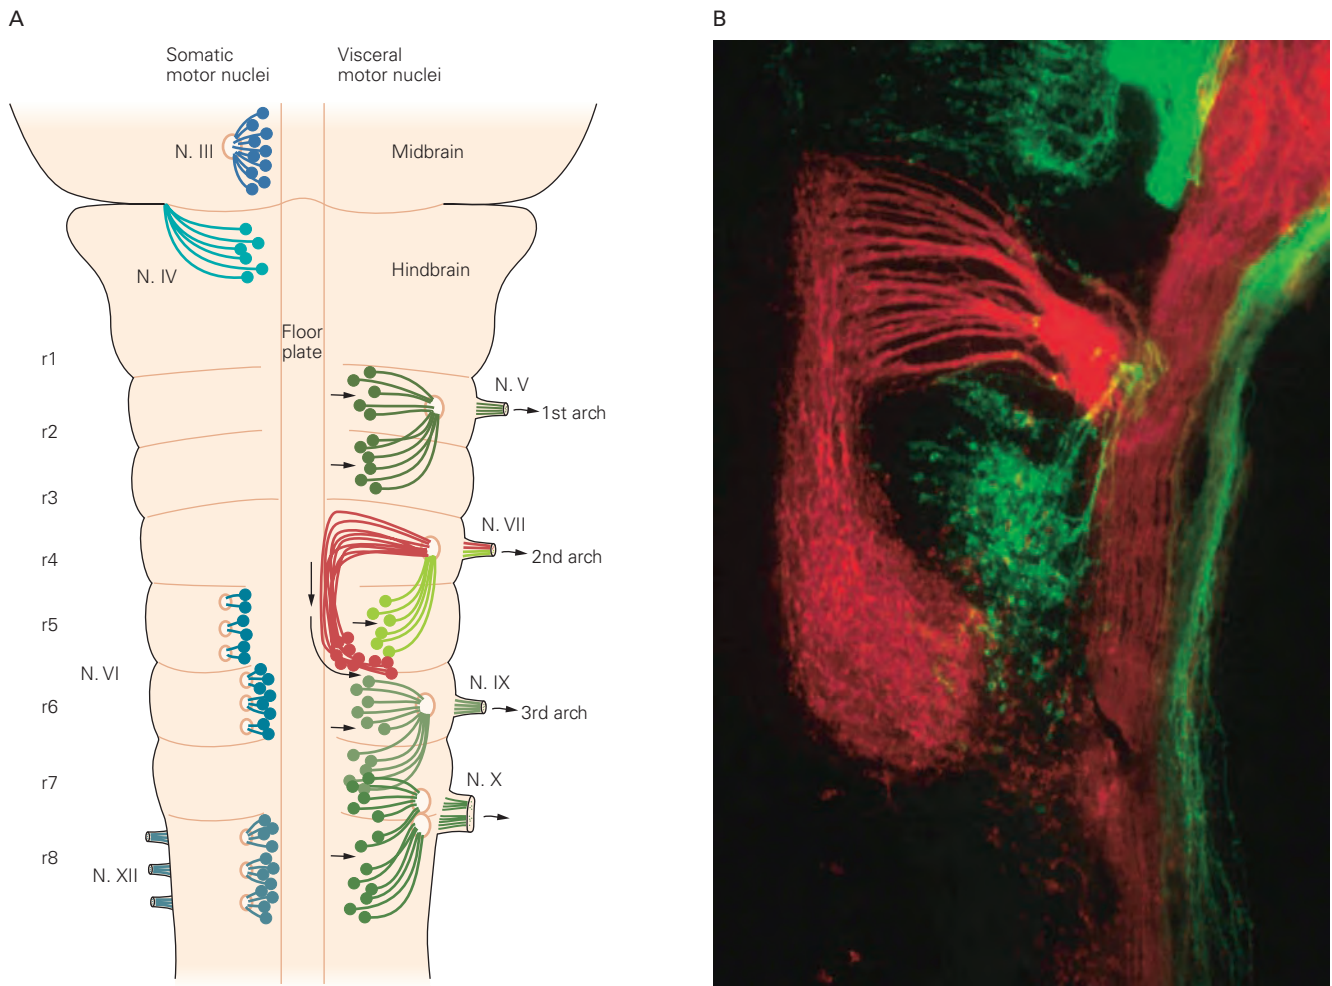 A
B
Somatic
motor nuclei
Visceral
motor nuclei
N. III
Midbrain
N. IV
Hindbrain
Floor
plate
r1
N. V
1st arch
r2
r3
N. VII
2nd arch
r4
r5
N. VI
N. IX
3rd arch
r6
r7
N. X
r8
N. XII